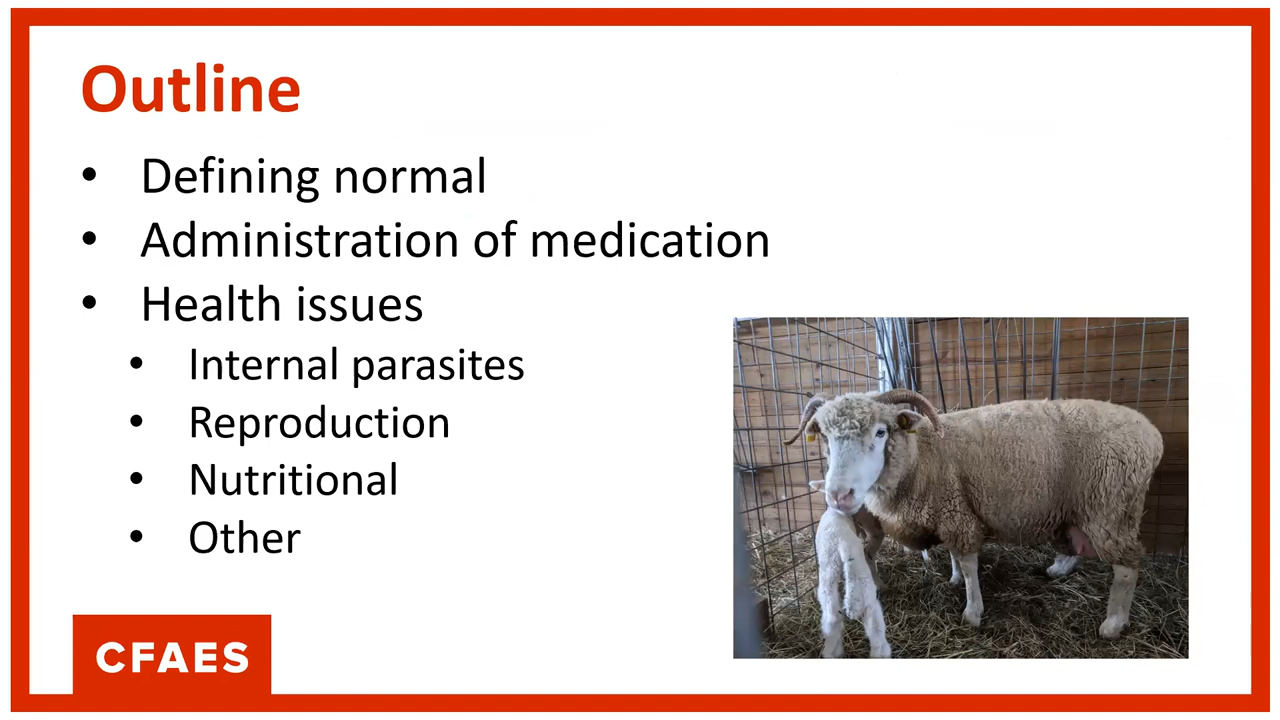 Outline
• Defining normal
• Administration of medication
• Health issues
• Internal parasites
• Reproduction
• Nutritional
• Other
CFAES